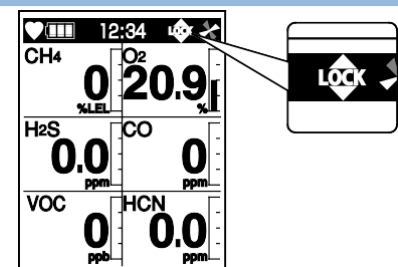 12:34 LOCK
LOCK
CH4 O2
0 20.9
%LEL %
H2S CO
0.0 0
ppm ppm
VOC HCN
0 0.0
ppb ppm